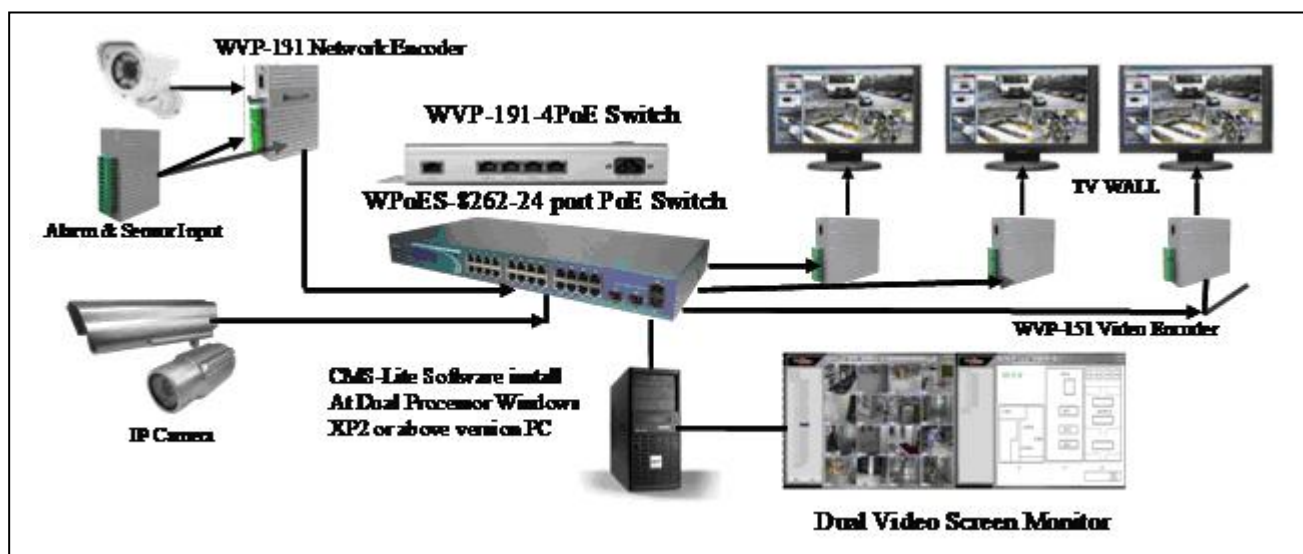 WVP-131 Network Encoder
WVP-191-4PoE Switch
WPoES-8262-24 port PoE Switch
TV WALL
Alarm & Sensor Input
WVP-151 Video Encoder
CMS-Lite Software install
At Dual Processor Windows
XP2 or above version PC
IP Camera
Dual Video Screen Monitor